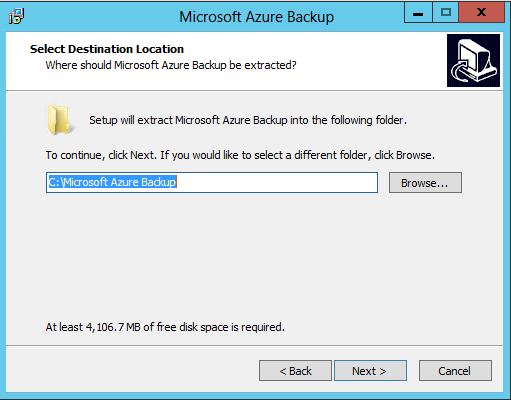 Microsoft Azure Backup
Select Destination Location
Where should Microsoft Azure Backup be extracted?
Setup will extract Microsoft Azure Backup into the following folder.
To continue, click Next. If you would like to select a different folder, click Browse.
C:\Microsoft Azure Backup
Browse...
At least 4,106.7 MB of free disk space is required.
< Back
Next >
Cancel